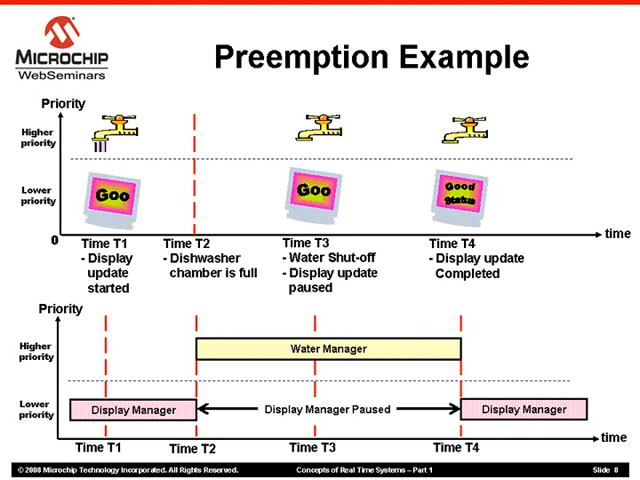 MICROCHIP
WebSeminars
Preemption Example
Priority
Higher
priority
Lower
priority
Goo
Goo
Good
Status
0
time
Time T1
- Display
update
started
Time T2
- Dishwasher
chamber is full
Time T3
- Water Shut-off
- Display update
paused
Time T4
- Display update
Completed
Priority
Higher
priority
Water Manager
Lower
priority
Display Manager
Display Manager Paused
Display Manager
Time T1
Time T2
Time T3
Time T4
time
© 2008 Microchip Technology Incorporated. All Rights Reserved.
Concepts of Real Time Systems – Part 1
Slide 8